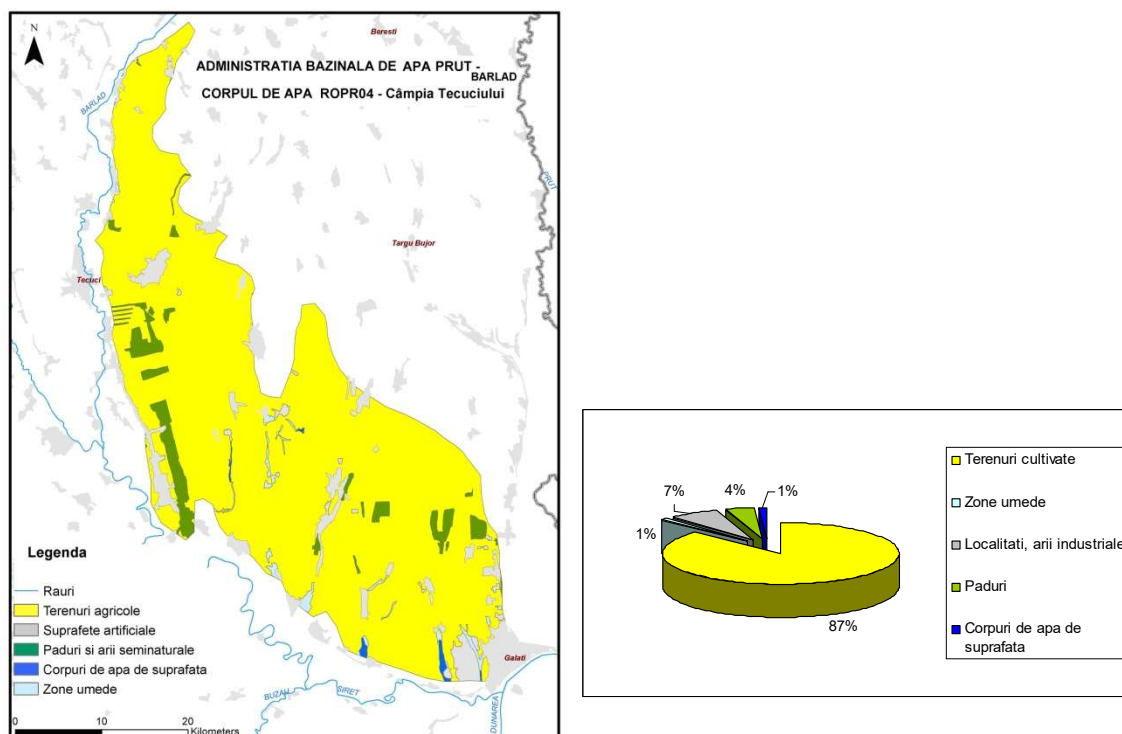 N
Beresti
ADMINISTRATIA BAZINALA DE APA PRUT - BARLAD
CORPUL DE APA ROPR04 - Câmpia Tecuciului
BARLAD
PRUT
Targu Bujor
Tecuci
Galati
BUZAU
SIRET
DUNAREA
Legenda
Rauri
Terenuri agricole
Suprafete artificiale
Paduri si arii seminaturale
Corpuri de apa de suprafata
Zone umede
0 10 20
Kilometers
7%
4%
1%
1%
87%
Terenuri cultivate
Zone umede
Localitati, arii industriale
Paduri
Corpuri de apa de
suprafata